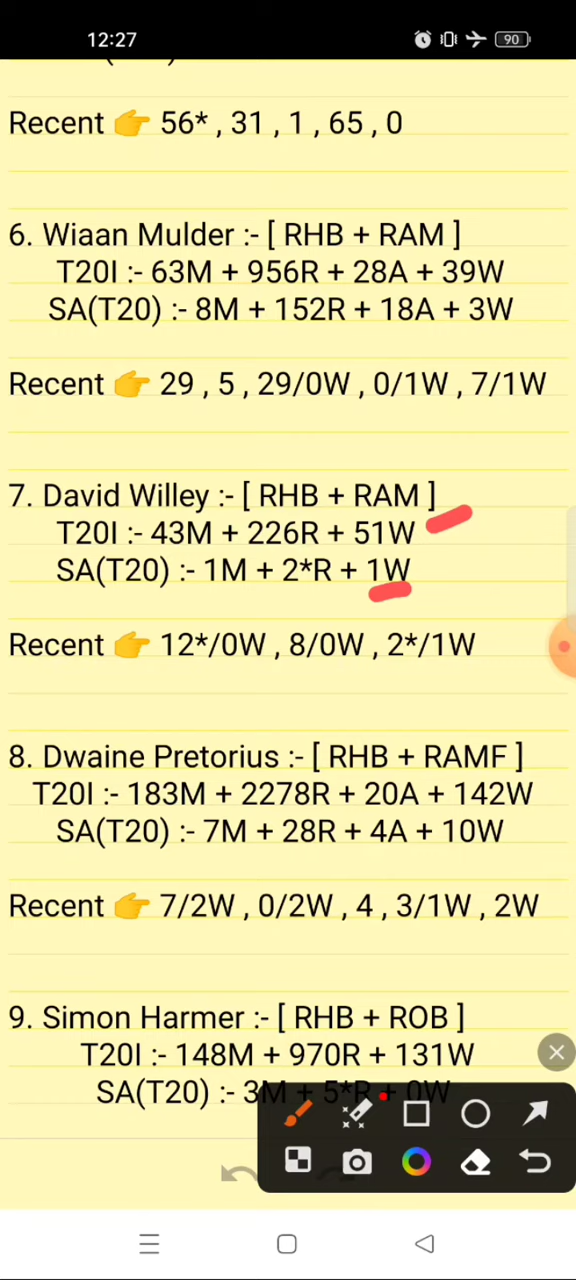 12:27
90
Recent 👉 56* , 31 , 1 , 65 , 0
6. Wiaan Mulder :- [ RHB + RAM ]
T20I :- 63M + 956R + 28A + 39W
SA(T20) :- 8M + 152R + 18A + 3W
Recent 👉 29 , 5 , 29/0W , 0/1W , 7/1W
7. David Willey :- [ RHB + RAM ]
T20I :- 43M + 226R + 51W
SA(T20) :- 1M + 2*R + 1W
Recent 👉 12*/0W , 8/0W , 2*/1W
8. Dwaine Pretorius :- [ RHB + RAMF ]
T20I :- 183M + 2278R + 20A + 142W
SA(T20) :- 7M + 28R + 4A + 10W
Recent 👉 7/2W , 0/2W , 4 , 3/1W , 2W
9. Simon Harmer :- [ RHB + ROB ]
T20I :- 148M + 970R + 131W
SA(T20) :- 3M + 5*R + 0W